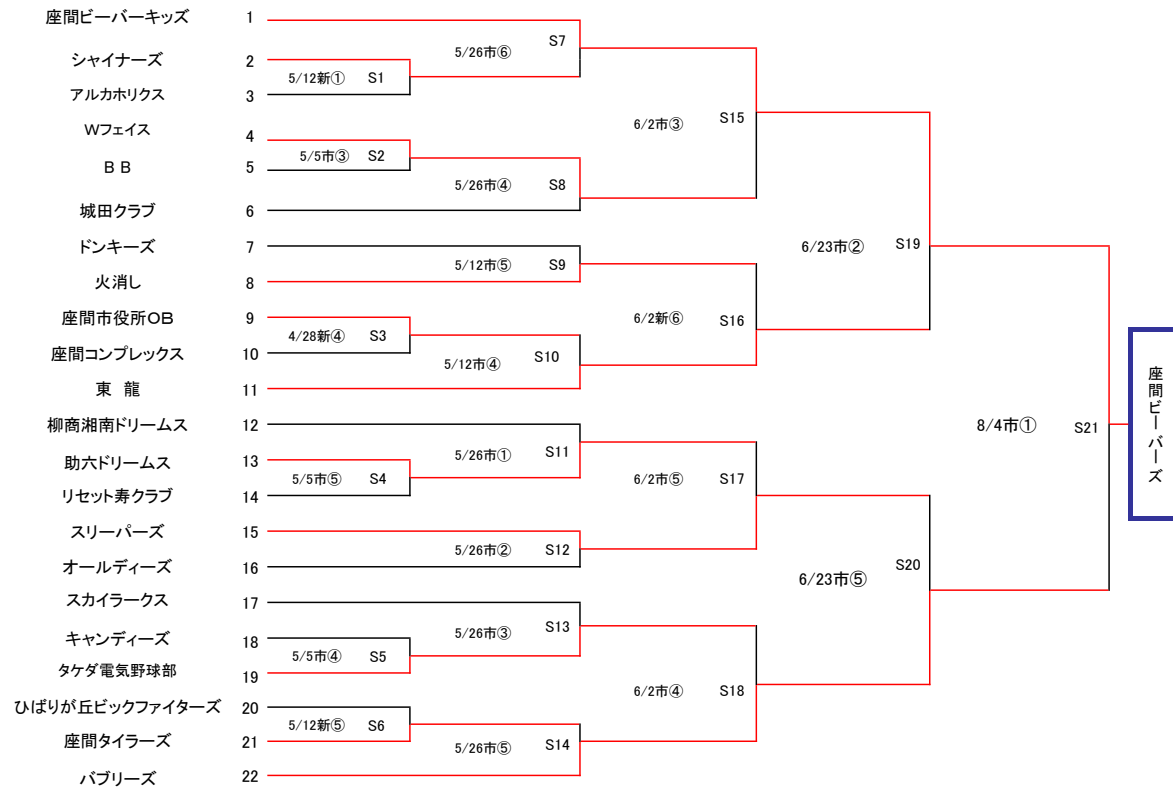 座間ビーバーキッズ 1
シャイナーズ 2
アルカホリクス 3
Wフェイス 4
ＢＢ 5
城田クラブ 6
ドンキーズ 7
火消し 8
座間市役所OB 9
座間コンプレックス 10
東　龍 11
柳商湘南ドリームス 12
助六ドリームス 13
リセット寿クラブ 14
スリーパーズ 15
オールディーズ 16
スカイラークス 17
キャンディーズ 18
タケダ電気野球部 19
ひばりが丘ビックファイターズ 20
座間タイラーズ 21
バブリーズ 22
5/12新① S1
5/5市③ S2
4/28新④ S3
5/5市⑤ S4
5/5市④ S5
5/12新⑤ S6
5/26市⑥ S7
5/26市④ S8
5/12市⑤ S9
5/12市④ S10
5/26市① S11
5/26市② S12
5/26市③ S13
5/26市⑤ S14
6/2市③ S15
6/2新⑥ S16
6/2市⑤ S17
6/2市④ S18
6/23市② S19
6/23市⑤ S20
8/4市① S21
座間ビーバーズ